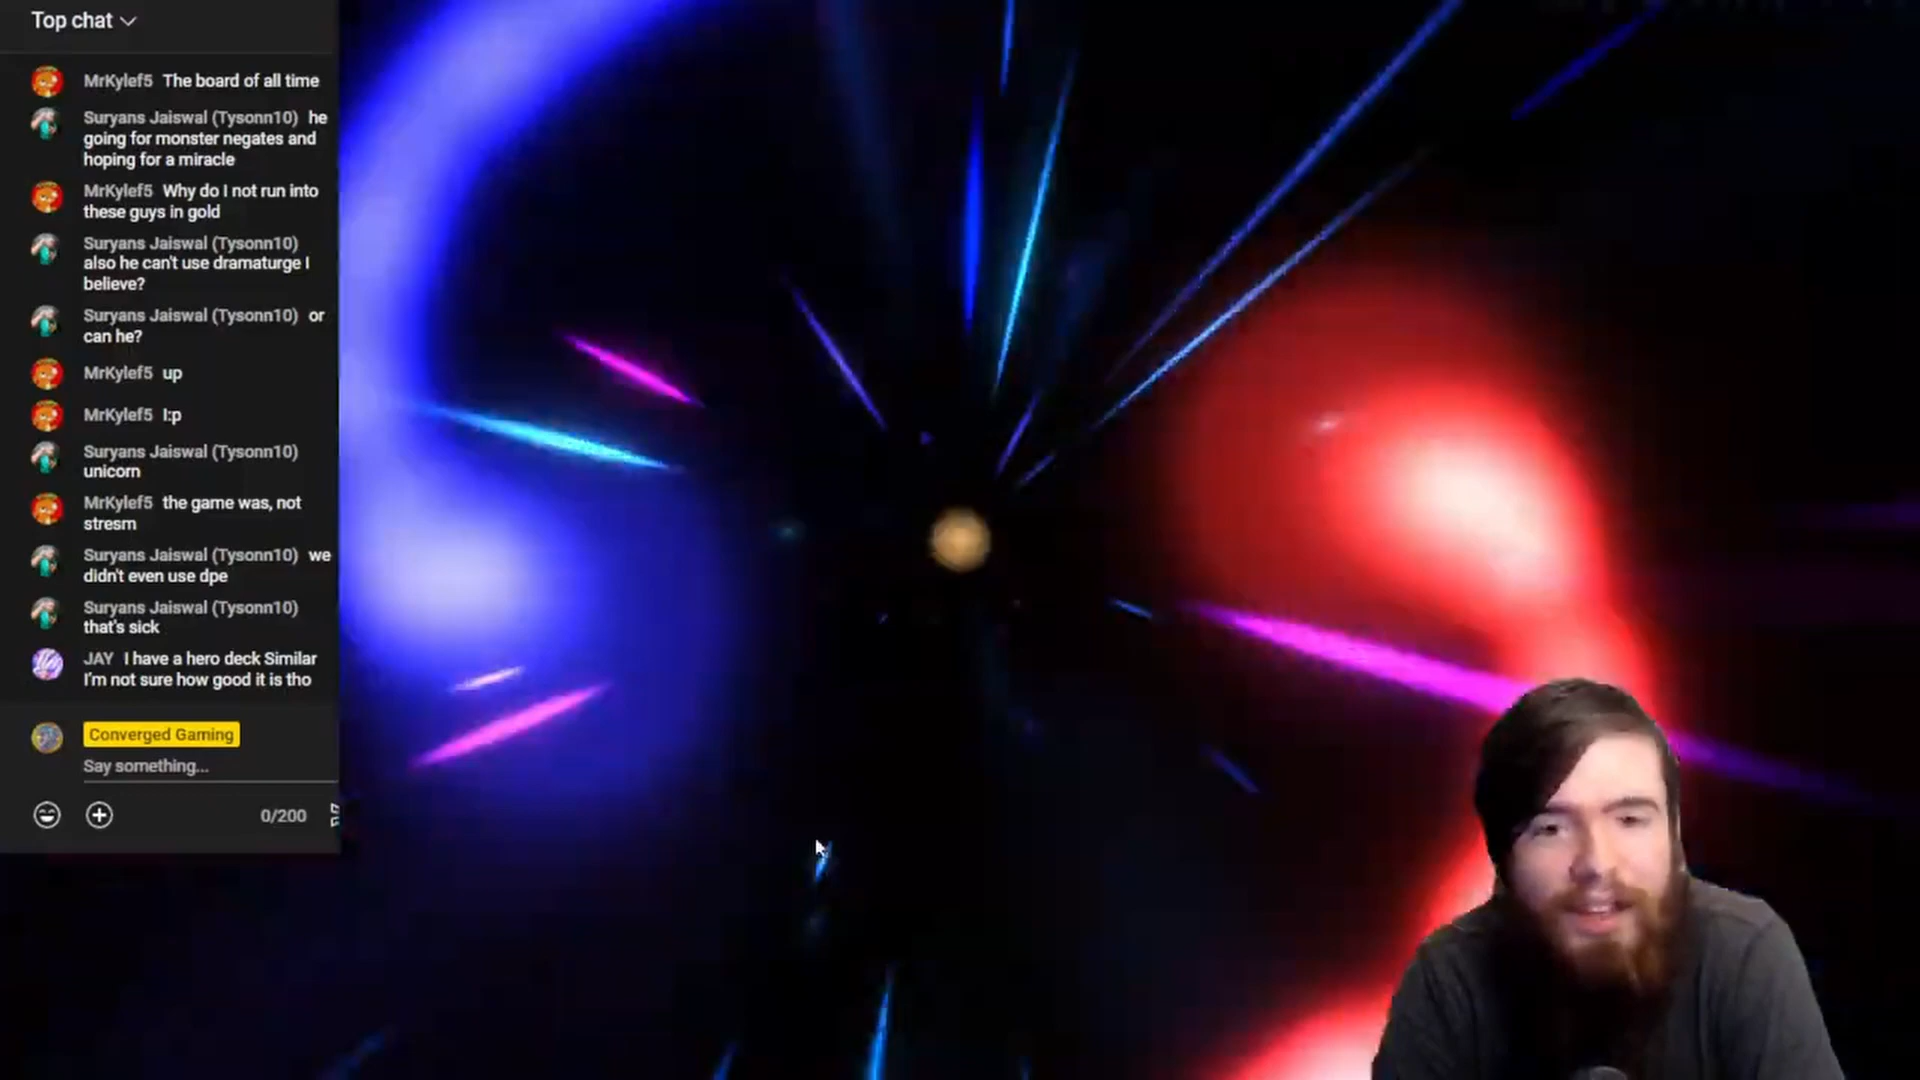 Top chat
MrKylef5 The board of all time
Suryans Jaiswal (Tysonn10) he
going for monster negates and
hoping for a miracle
MrKylef5 Why do I not run into
these guys in gold
Suryans Jaiswal (Tysonn10)
also he can't use dramaturge I
believe?
Suryans Jaiswal (Tysonn10) or
can he?
MrKylef5 up
MrKylef5 I:p
Suryans Jaiswal (Tysonn10)
unicorn
MrKylef5 the game was, not
stresm
Suryans Jaiswal (Tysonn10) we
didn't even use dpe
Suryans Jaiswal (Tysonn10)
that's sick
JAY I have a hero deck Similar
I'm not sure how good it is tho
Converged Gaming
Say something...
0/200